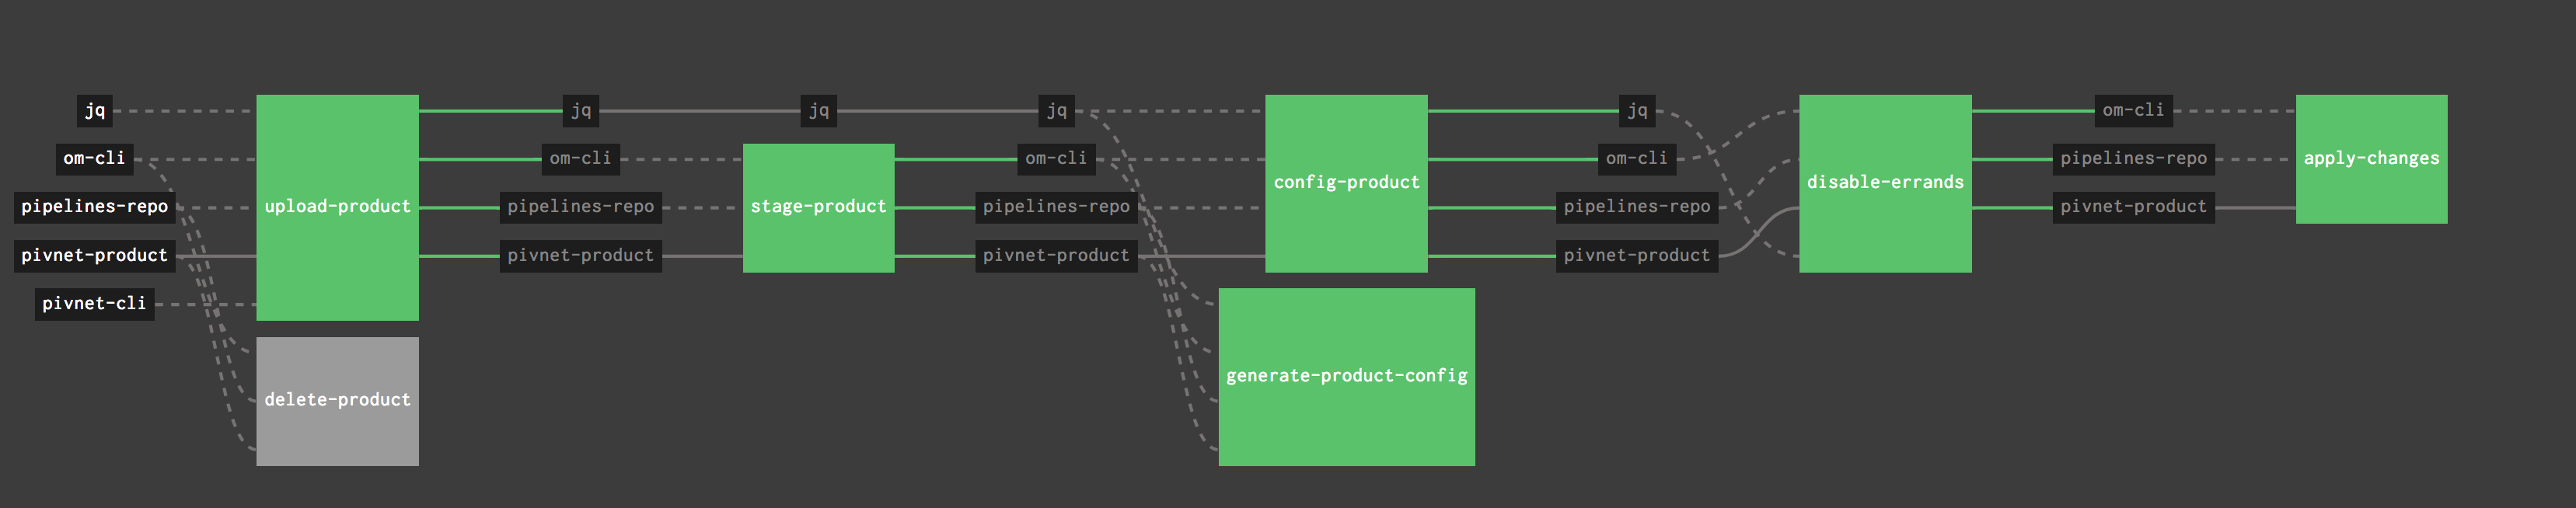 jq
om-cli
pipelines-repo
pivnet-product
pivnet-cli
upload-product
delete-product
jq
om-cli
pipelines-repo
pivnet-product
jq
stage-product
jq
om-cli
pipelines-repo
pivnet-product
config-product
generate-product-config
jq
om-cli
pipelines-repo
pivnet-product
disable-errands
om-cli
pipelines-repo
pivnet-product
apply-changes